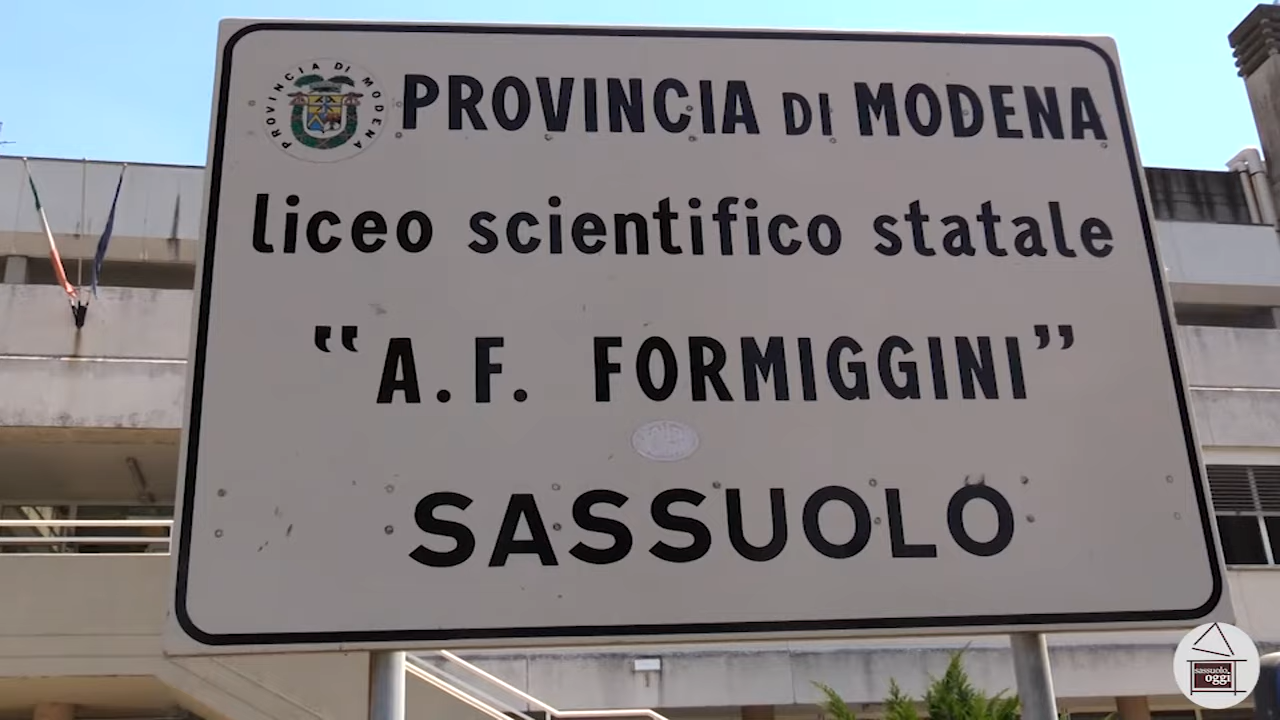 PROVINCIA DI MODENA
PROVINCIA DI MODENA
liceo scientifico statale
“A.F. FORMIGGINI”
SASSUOLO
sassuolo
oggi